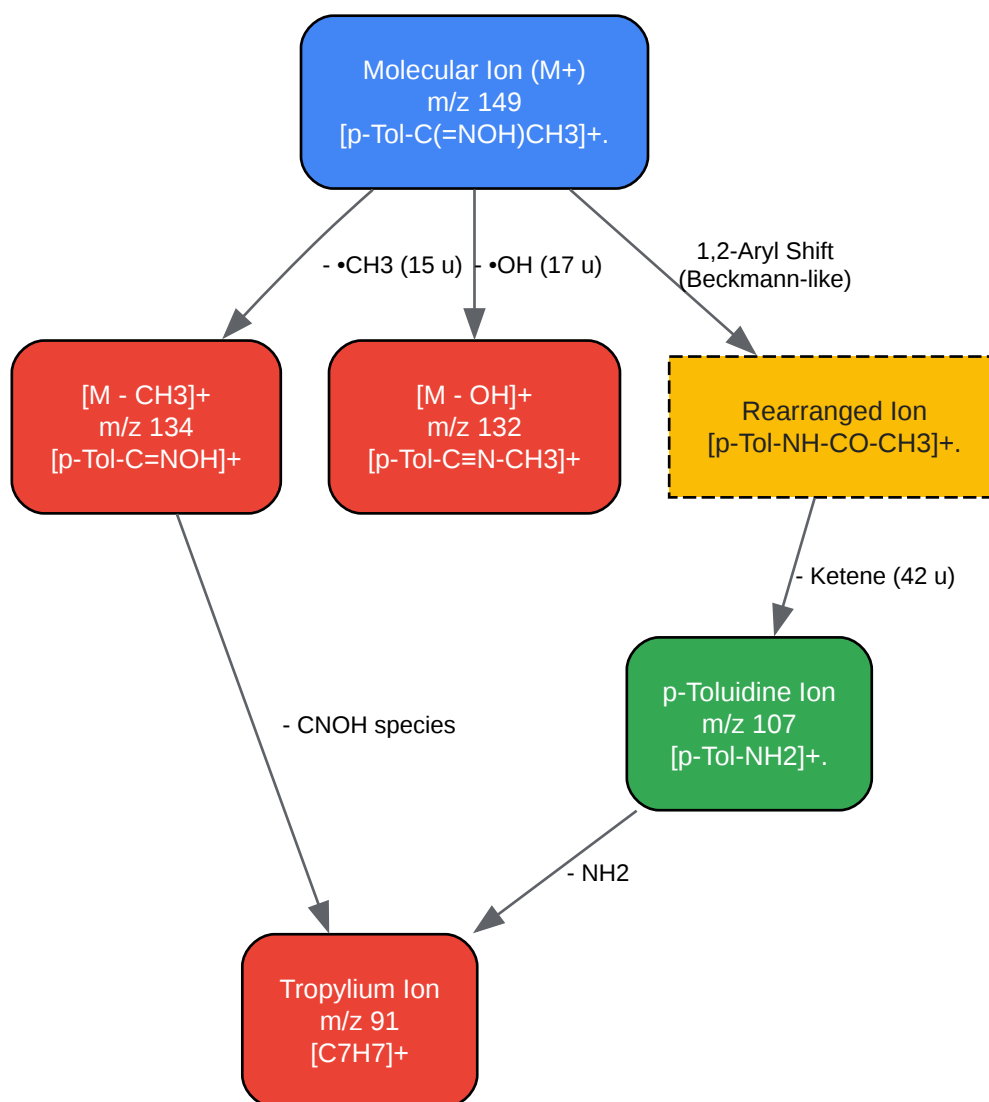 Molecular Ion (M+)
m/z 149
[p-Tol-C(=NOH)CH3]+.
- •CH3 (15 u)
- •OH (17 u)
1,2-Aryl Shift
(Beckmann-like)
[M - CH3]+
m/z 134
[p-Tol-C=NOH]+
[M - OH]+
m/z 132
[p-Tol-C≡N-CH3]+
Rearranged Ion
[p-Tol-NH-CO-CH3]+.
- Ketene (42 u)
- CNOH species
p-Toluidine Ion
m/z 107
[p-Tol-NH2]+.
- NH2
Tropylium Ion
m/z 91
[C7H7]+